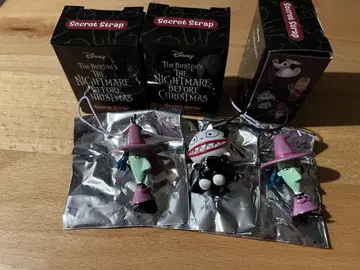 Secret Strap
Disney
TIM BURTON'S
THE
NIGHTMARE
BEFORE
CHRISTMAS
Secret Strap
Disney
TIM BURTON'S
THE
NIGHTMARE
BEFORE
CHRISTMAS
Secret Strap